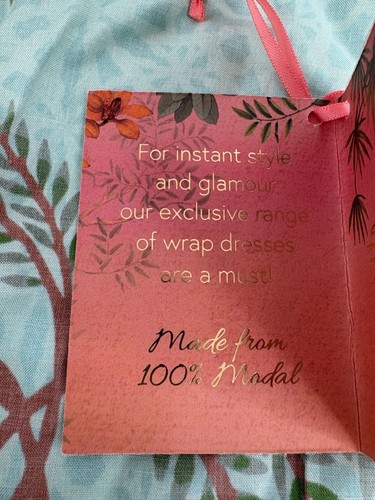 For instant style
and glamour
our exclusive range
of wrap dresses
are a must!
Made from
100% Modal